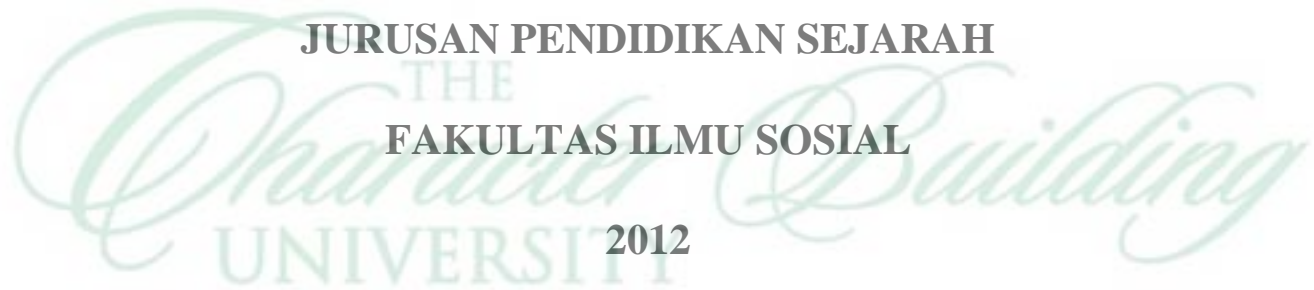 JURUSAN PENDIDIKAN SEJARAH
THE
FAKULTAS ILMU SOSIAL
Character Building
2012
UNIVERSITY